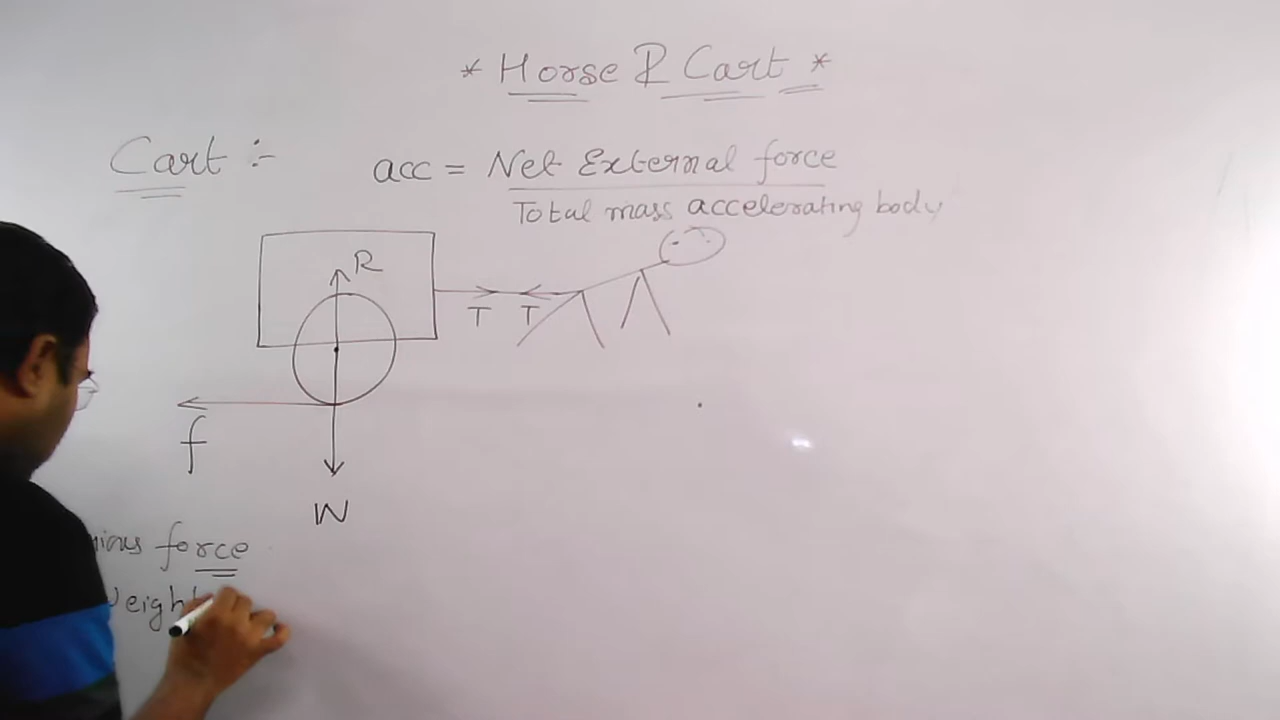 * Horse & Cart *
Cart :-
acc = Net External force
Total mass accelerating body
R
T T
f
W
force